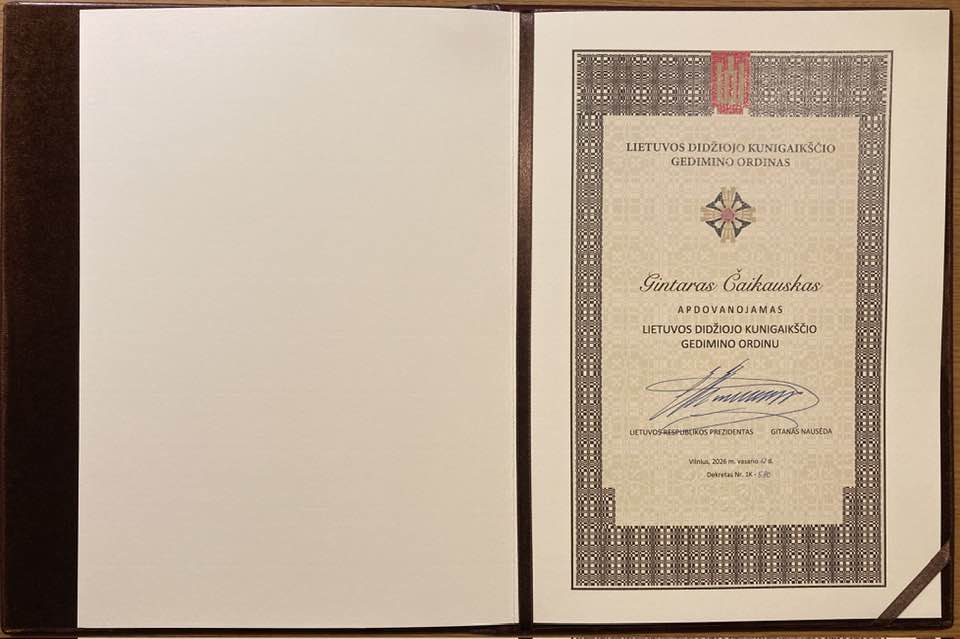 LIETUVOS DIDŽIOJO KUNIGAIKŠČIO
GEDIMINO ORDINAS
Gintaras Čaikauskas
APDOVANOJAMAS
LIETUVOS DIDŽIOJO KUNIGAIKŠČIO
GEDIMINO ORDINU
LIETUVOS RESPUBLIKOS PREZIDENTAS GITANAS NAUSĖDA
Vilnius, 2026 m. vasario d.
Dekretas Nr. 1K -